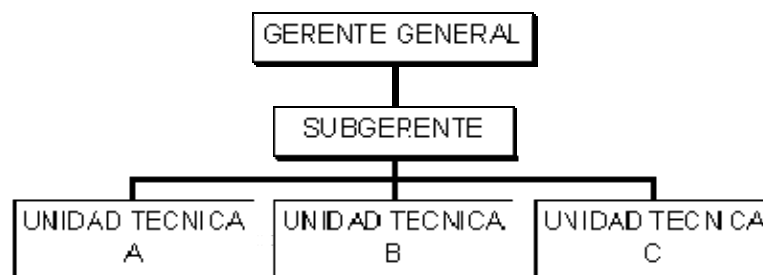 GERENTE GENERAL
SUBGERENTE
UNIDAD TECNICA
A
UNIDAD TECNICA
B
UNIDAD TECNICA
C